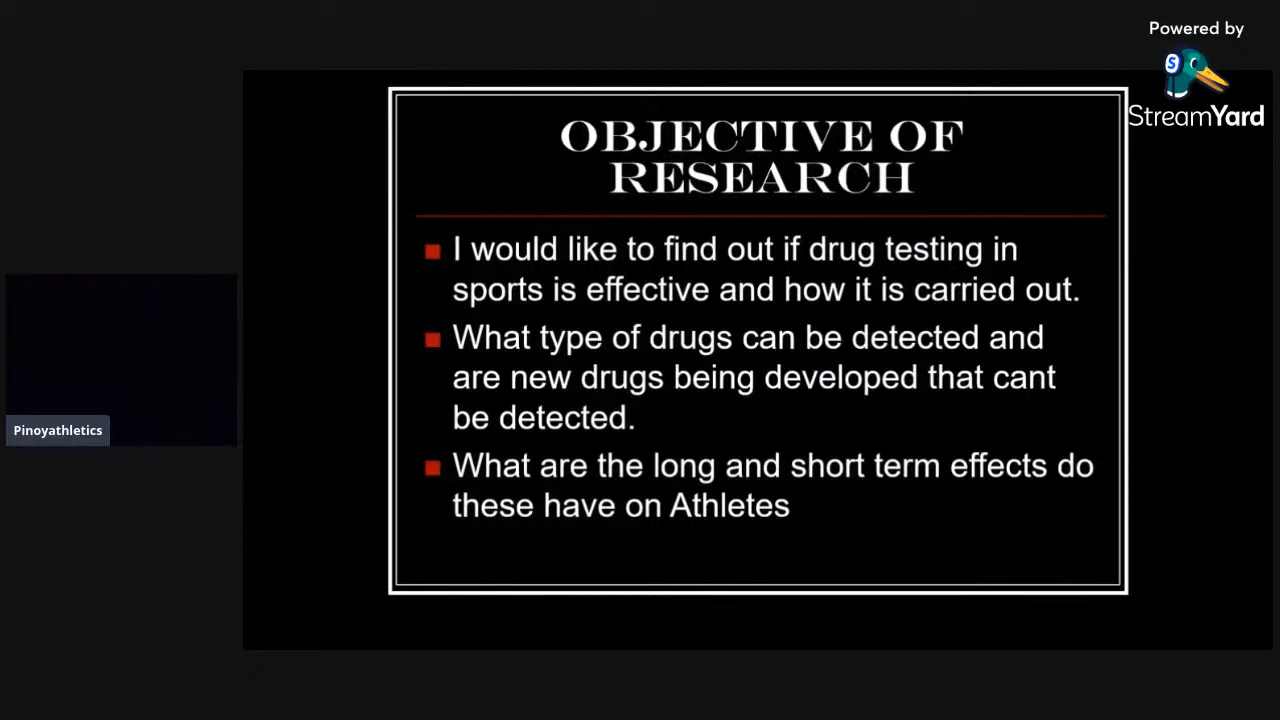 Powered by
StreamYard
OBJECTIVE OF
RESEARCH
I would like to find out if drug testing in
sports is effective and how it is carried out.
What type of drugs can be detected and
are new drugs being developed that cant
be detected.
What are the long and short term effects do
these have on Athletes
Pinoyathletics